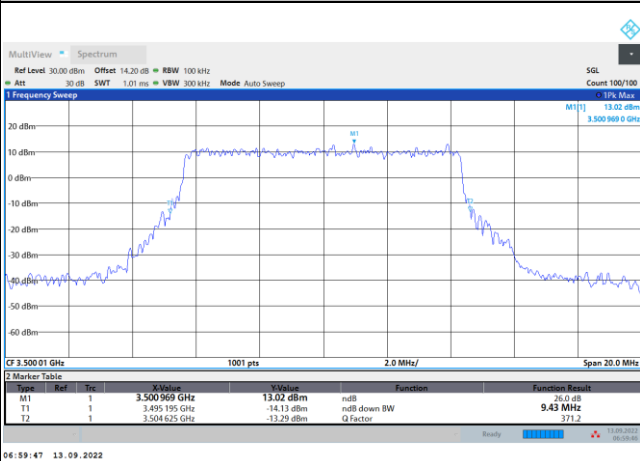 MultiView Spectrum
Ref Level 30.00 dBm Offset 14.20 dB RBW 100 kHz SGL
Att 30 dB SWT 1.01 ms VBW 300 kHz Mode Auto Sweep Count 100/100
1 Frequency Sweep 1Pk Max
M1[1] 13.02 dBm
3.500 969 0 GHz
20 dBm
M1
10 dBm
0 dBm
-10 dBm
-20 dBm
-30 dBm
-40 dBm
-50 dBm
-60 dBm
CF 3.500 01 GHz 1001 pts 2.0 MHz/ Span 20.0 MHz
2 Marker Table
Type Ref Trc X-Value Y-Value Function Function Result
M1 1 3.500 969 GHz 13.02 dBm ndB 26.0 dB
T1 1 3.495 195 GHz -14.13 dBm ndB down BW 9.43 MHz
T2 1 3.504 625 GHz -13.29 dBm Q Factor 371.2
Ready 13.09.2022
06:59:46
06:59:47 13.09.2022